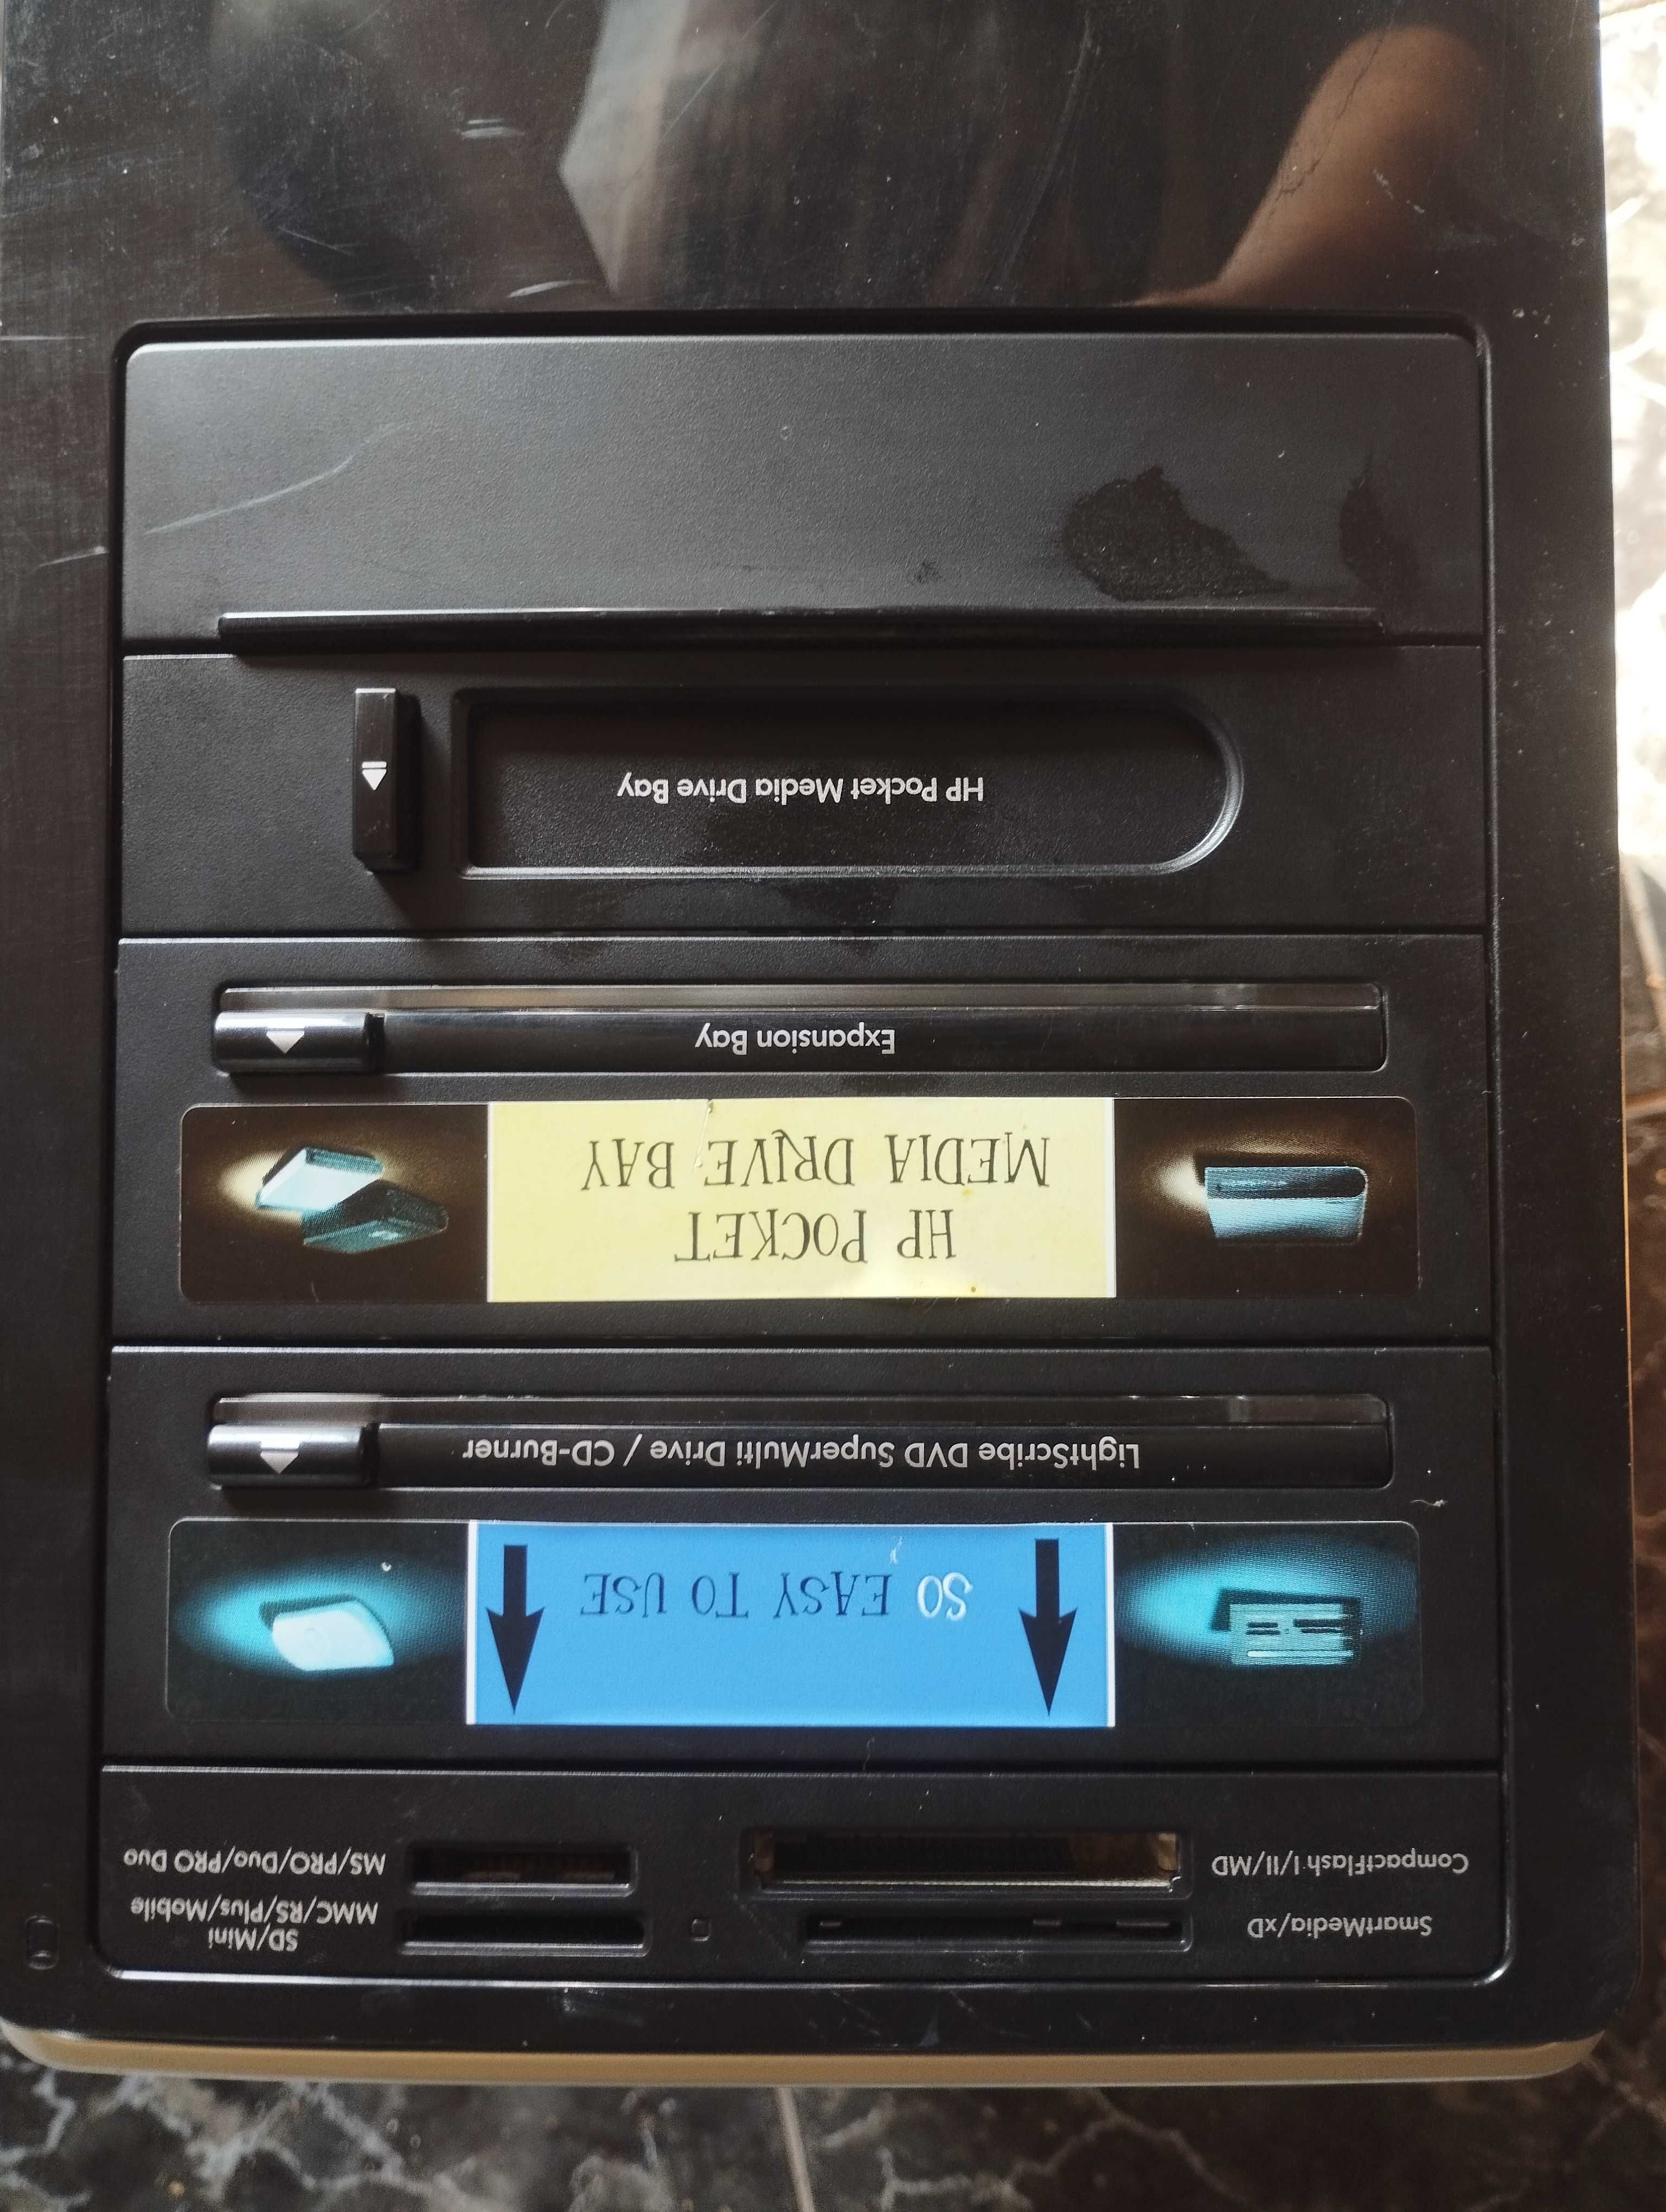 SmartMedia/xD
SD/Mini
MMC/RS/Plus/Mobile
CompactFlash I/II/MD
MS/PRO/Duo/PRO Duo
SO EASY TO USE
LightScribe DVD SuperMulti Drive / CD-Burner
HP POCKET
MEDIA DRIVE BAY
Expansion Bay
HP Pocket Media Drive Bay